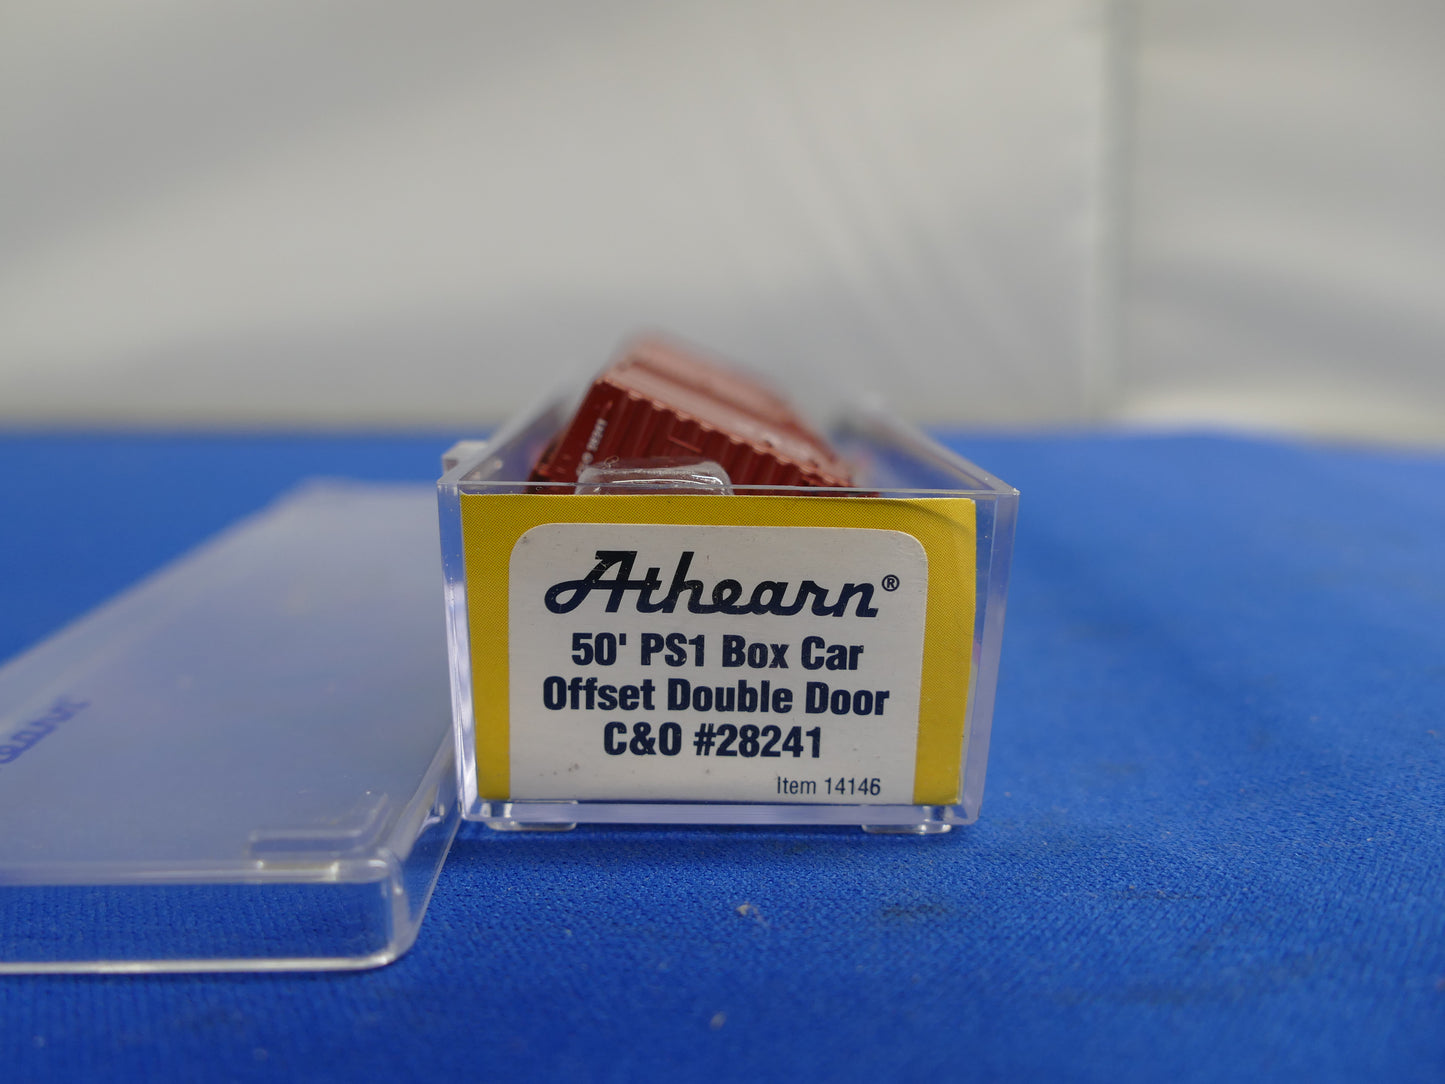 Athearn®
50' PS1 Box Car
Offset Double Door
C&O #28241
Item 14146